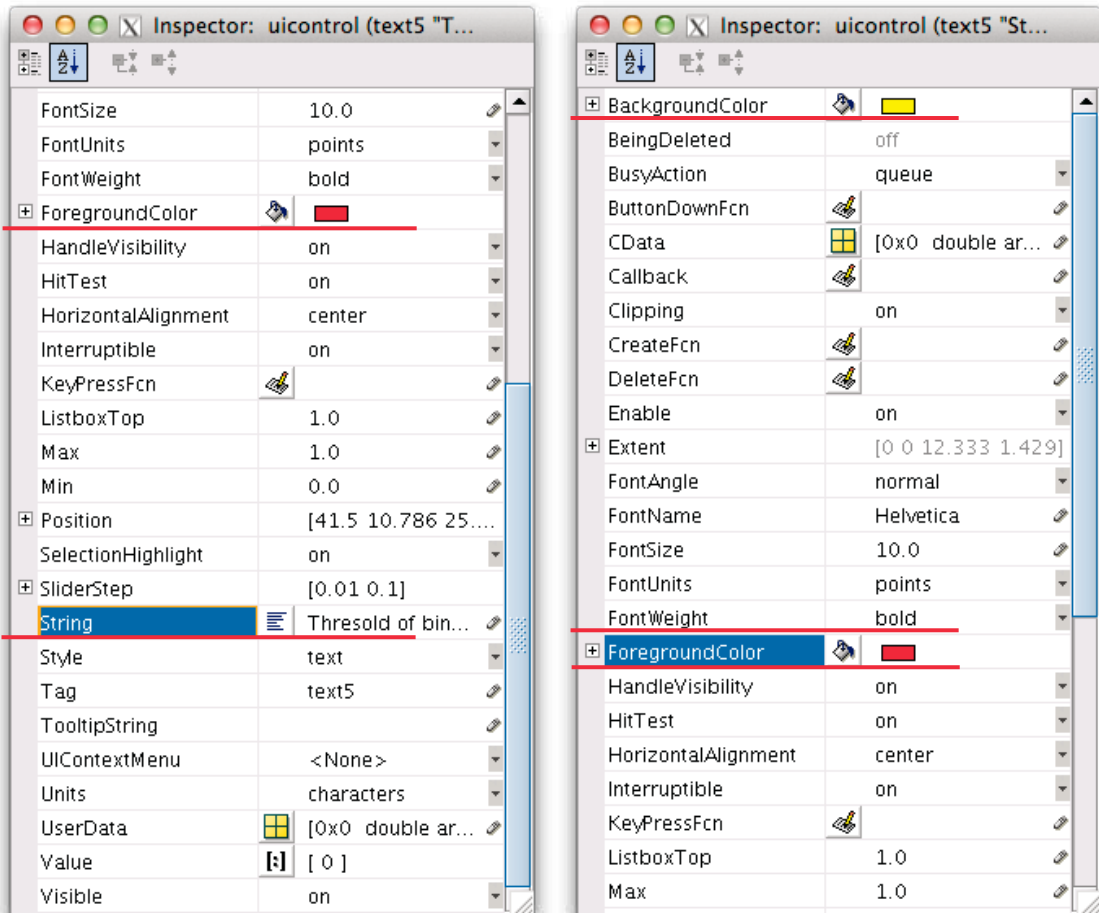 Inspector: uicontrol (text5 "T...
FontSize 10.0
FontUnits points
FontWeight bold
ForegroundColor
HandleVisibility on
HitTest on
HorizontalAlignment center
Interruptible on
KeyPressFcn
ListboxTop 1.0
Max 1.0
Min 0.0
Position [41.5 10.786 25....
SelectionHighlight on
SliderStep [0.01 0.1]
String Thresold of bin...
Style text
Tag text5
TooltipString
UIContextMenu <None>
Units characters
UserData [0x0 double ar...
Value [ 0 ]
Visible on
Inspector: uicontrol (text5 "St...
BackgroundColor
BeingDeleted off
BusyAction queue
ButtonDownFcn
CData [0x0 double ar...
Callback
Clipping on
CreateFcn
DeleteFcn
Enable on
Extent [0 0 12.333 1.429]
FontAngle normal
FontName Helvetica
FontSize 10.0
FontUnits points
FontWeight bold
ForegroundColor
HandleVisibility on
HitTest on
HorizontalAlignment center
Interruptible on
KeyPressFcn
ListboxTop 1.0
Max 1.0